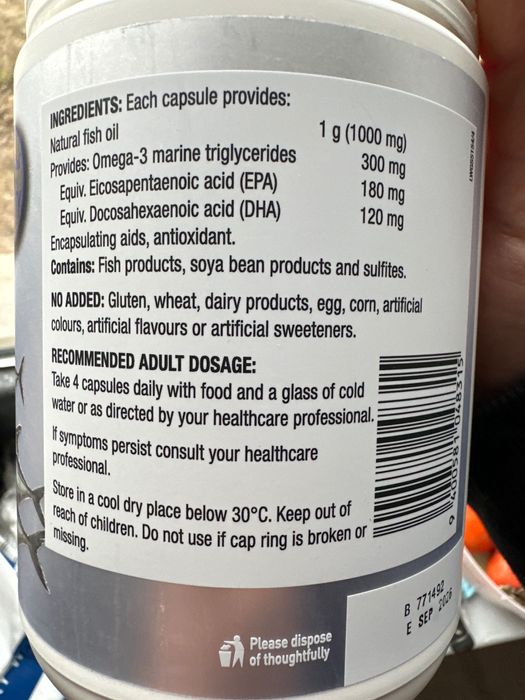 INGREDIENTS: Each capsule provides:
Natural fish oil 1 g (1000 mg)
Provides: Omega-3 marine triglycerides 300 mg
Equiv. Eicosapentaenoic acid (EPA) 180 mg
Equiv. Docosahexaenoic acid (DHA) 120 mg
Encapsulating aids, antioxidant.
Contains: Fish products, soya bean products and sulfites.
NO ADDED: Gluten, wheat, dairy products, egg, corn, artificial
colours, artificial flavours or artificial sweeteners.
RECOMMENDED ADULT DOSAGE:
Take 4 capsules daily with food and a glass of cold
water or as directed by your healthcare professional.
If symptoms persist consult your healthcare
professional.
Store in a cool dry place below 30°C. Keep out of
reach of children. Do not use if cap ring is broken or
missing.
9 400581 048315
B 771492
E SEP 2026
Please dispose
of thoughtfully